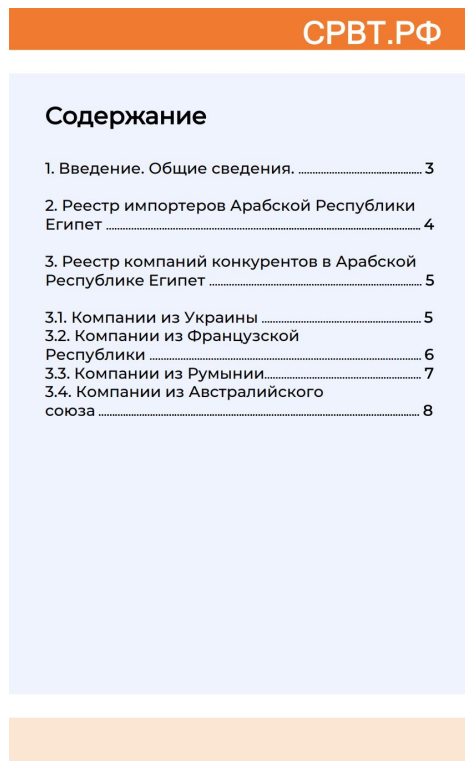 СРВТ.РФ
Содержание
1. Введение. Общие сведения. ........................................ 3
2. Реестр импортеров Арабской Республики
Египет ........................................ 4
3. Реестр компаний конкурентов в Арабской
Республике Египет ........................................ 5
3.1. Компании из Украины ........................................ 5
3.2. Компании из Французской
Республики ........................................ 6
3.3. Компании из Румынии ........................................ 7
3.4. Компании из Австралийского
союза ........................................ 8